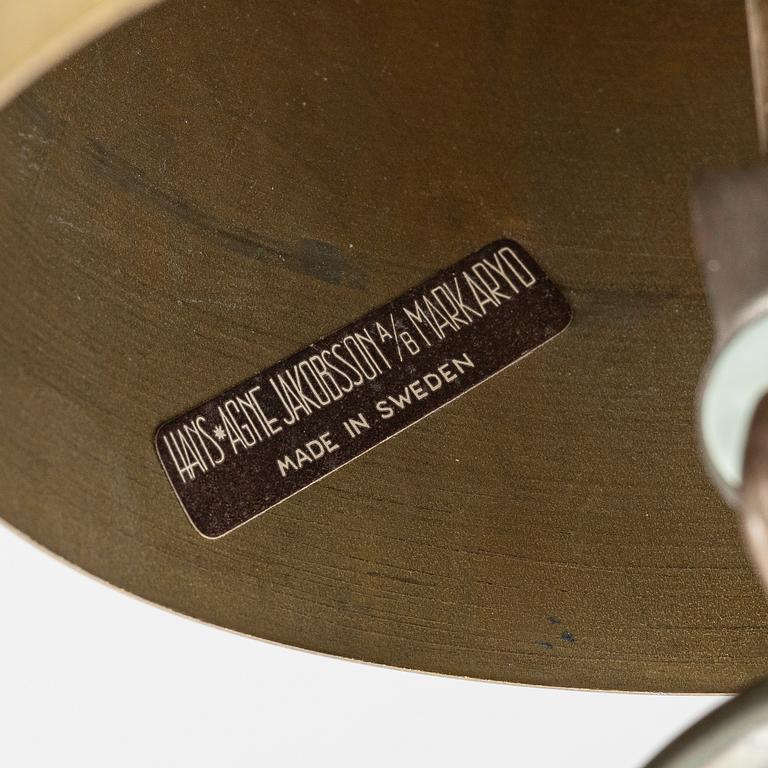 HANS*AGNE JAKOBSSON A/B MARKARYD
MADE IN SWEDEN